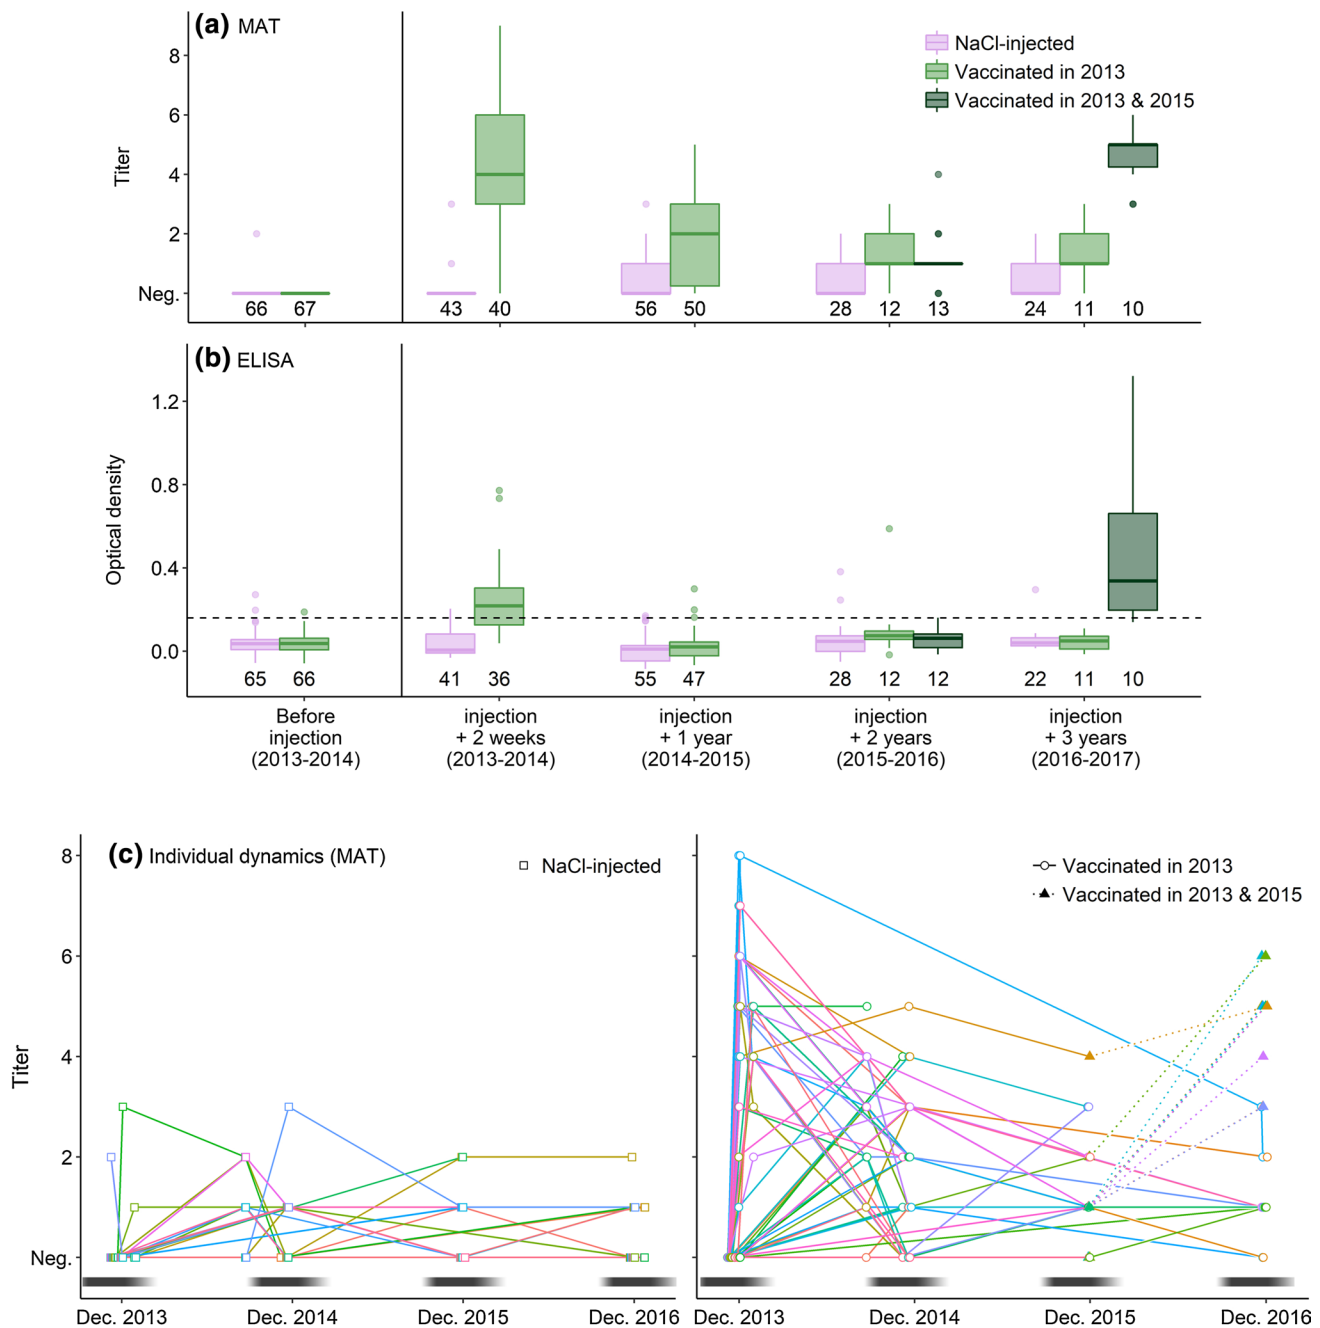 (a) MAT
NaCl-injected
Vaccinated in 2013
Vaccinated in 2013 & 2015
Titer
8
6
4
2
Neg.
66 67 43 40 56 50 28 12 13 24 11 10
(b) ELISA
Optical density
1.2
0.8
0.4
0.0
65 66 41 36 55 47 28 12 12 22 11 10
Before injection injection injection injection
injection + 2 weeks + 1 year + 2 years + 3 years
(2013-2014) (2013-2014) (2014-2015) (2015-2016) (2016-2017)
(c) Individual dynamics (MAT)
NaCl-injected
Vaccinated in 2013
Vaccinated in 2013 & 2015
Titer
8
6
4
2
Neg.
Dec. 2013 Dec. 2014 Dec. 2015 Dec. 2016 Dec. 2013 Dec. 2014 Dec. 2015 Dec. 2016